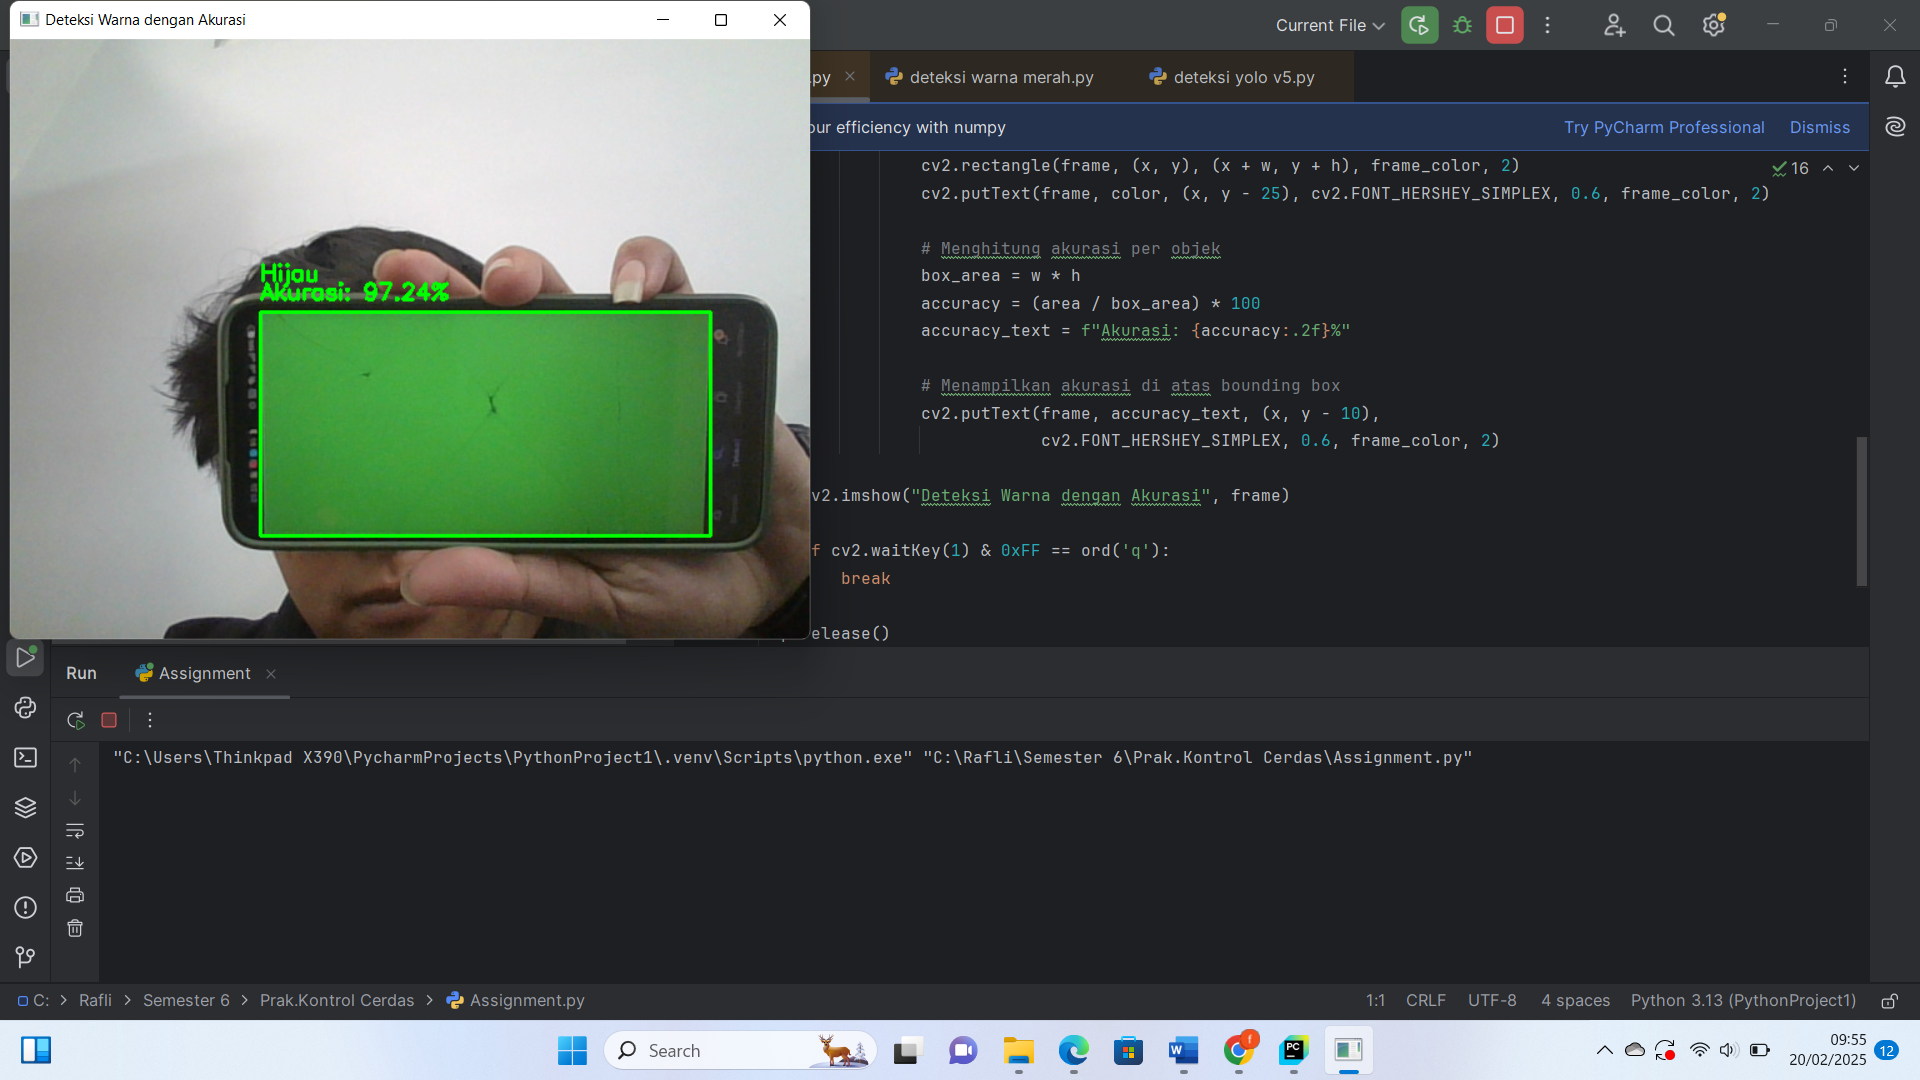 Deteksi Warna dengan Akurasi
Current File
.py
deteksi warna merah.py
deteksi yolo v5.py
our efficiency with numpy
Try PyCharm Professional
Dismiss
cv2.rectangle(frame, (x, y), (x + w, y + h), frame_color, 2)
16
cv2.putText(frame, color, (x, y - 25), cv2.FONT_HERSHEY_SIMPLEX, 0.6, frame_color, 2)
# Menghitung akurasi per objek
box_area = w * h
accuracy = (area / box_area) * 100
accuracy_text = f"Akurasi: {accuracy:.2f}%"
# Menampilkan akurasi di atas bounding box
cv2.putText(frame, accuracy_text, (x, y - 10),
cv2.FONT_HERSHEY_SIMPLEX, 0.6, frame_color, 2)
v2.imshow("Deteksi Warna dengan Akurasi", frame)
f cv2.waitKey(1) & 0xFF == ord('q'):
break
elease()
Hijau
Akurasi: 97.24%
Run
Assignment
"C:\Users\Thinkpad X390\PycharmProjects\PythonProject1\.venv\Scripts\python.exe" "C:\Rafli\Semester 6\Prak.Kontrol Cerdas\Assignment.py"
C: > Rafli > Semester 6 > Prak.Kontrol Cerdas > Assignment.py
1:1 CRLF UTF-8 4 spaces Python 3.13 (PythonProject1)
Search
09:55
20/02/2025
12